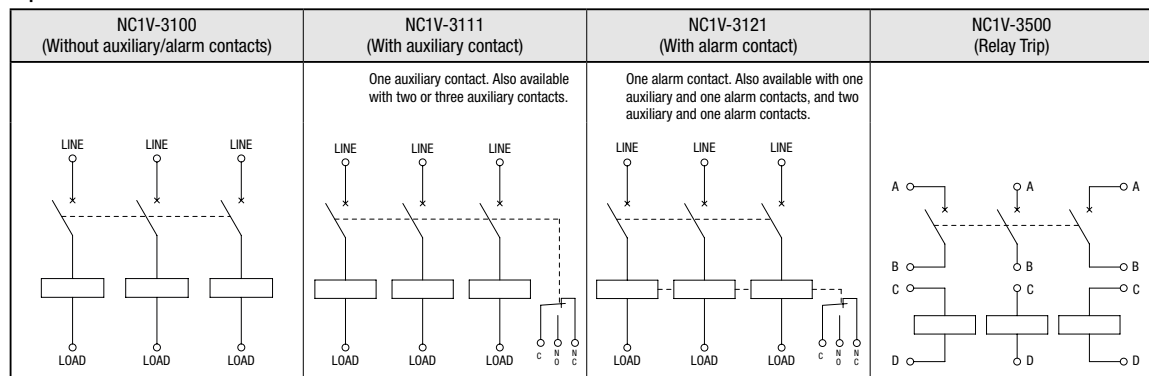 NC1V-3100
(Without auxiliary/alarm contacts)
NC1V-3111
(With auxiliary contact)
NC1V-3121
(With alarm contact)
NC1V-3500
(Relay Trip)
One auxiliary contact. Also available
with two or three auxiliary contacts.
One alarm contact. Also available with one
auxiliary and one alarm contacts, and two
auxiliary and one alarm contacts.
LINE LINE LINE
LOAD LOAD LOAD
LINE LINE LINE
LOAD LOAD LOAD
C NO NC
LINE LINE LINE
LOAD LOAD LOAD
C NO NC
A A A
B B B
C C C
D D D